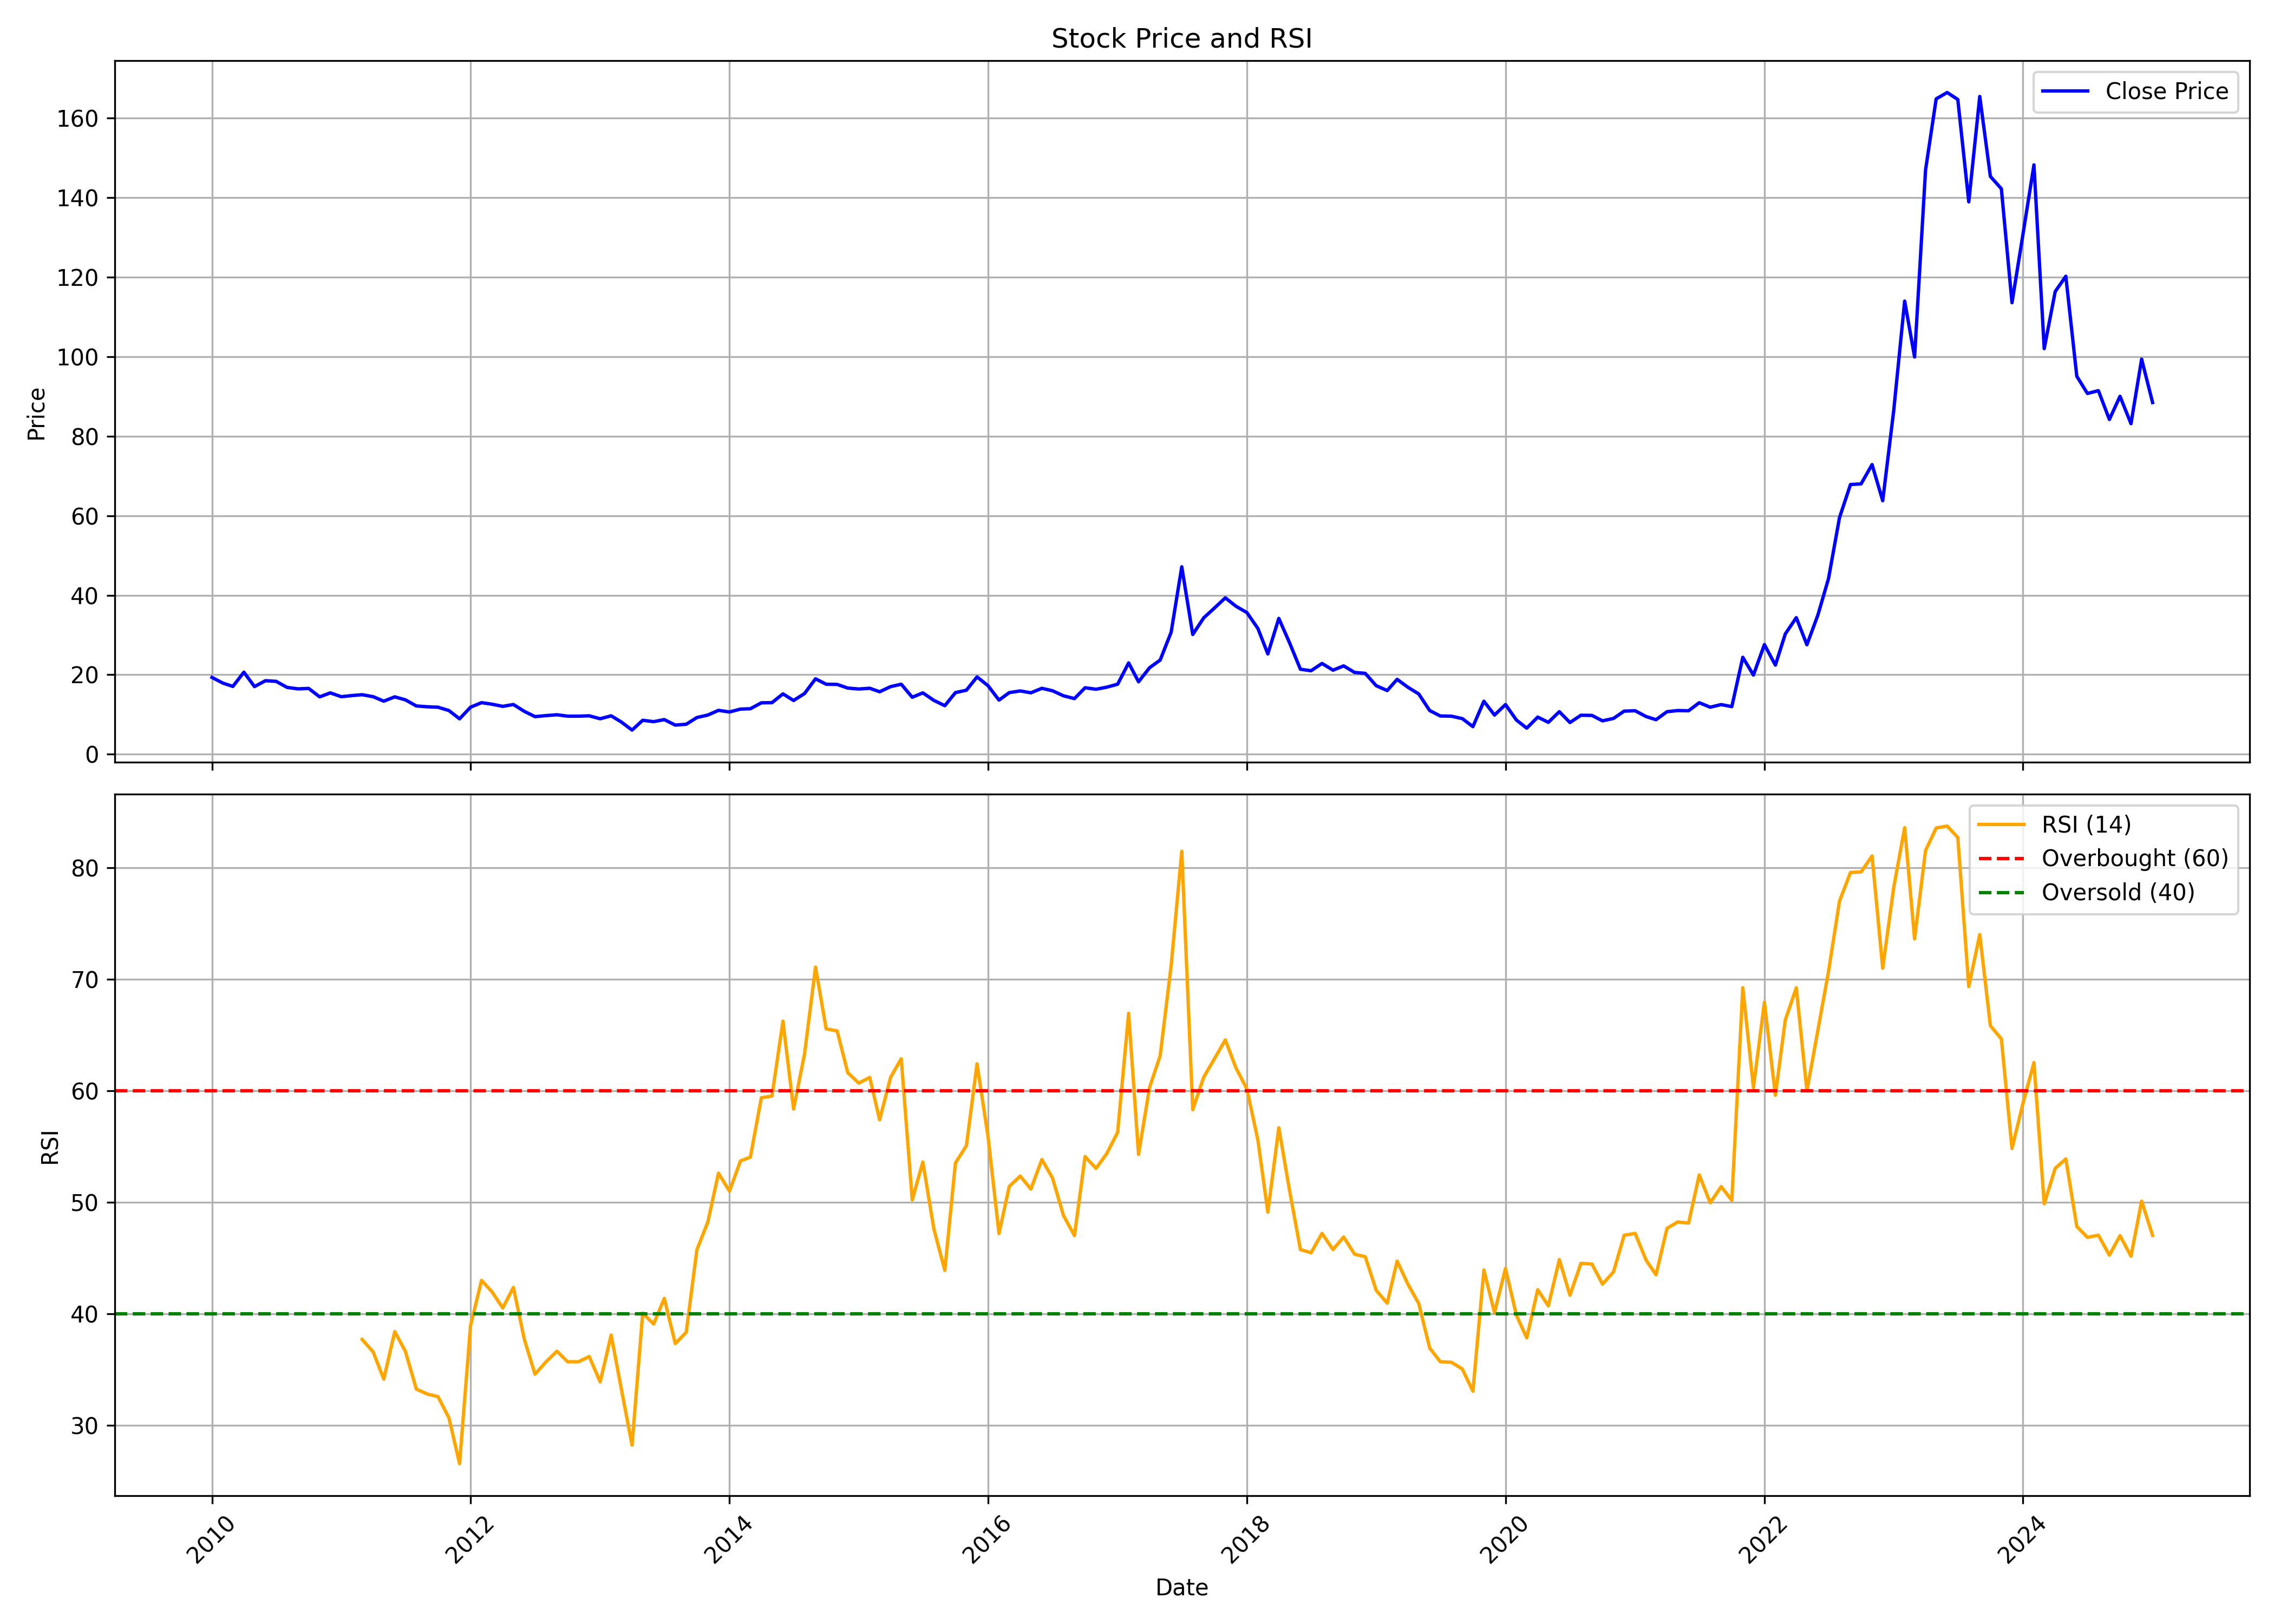 Stock Price and RSI
Close Price
160
140
120
100
80
60
40
20
0
Price
RSI (14)
Overbought (60)
Oversold (40)
80
70
60
50
40
30
RSI
2010
2012
2014
2016
2018
2020
2022
2024
Date